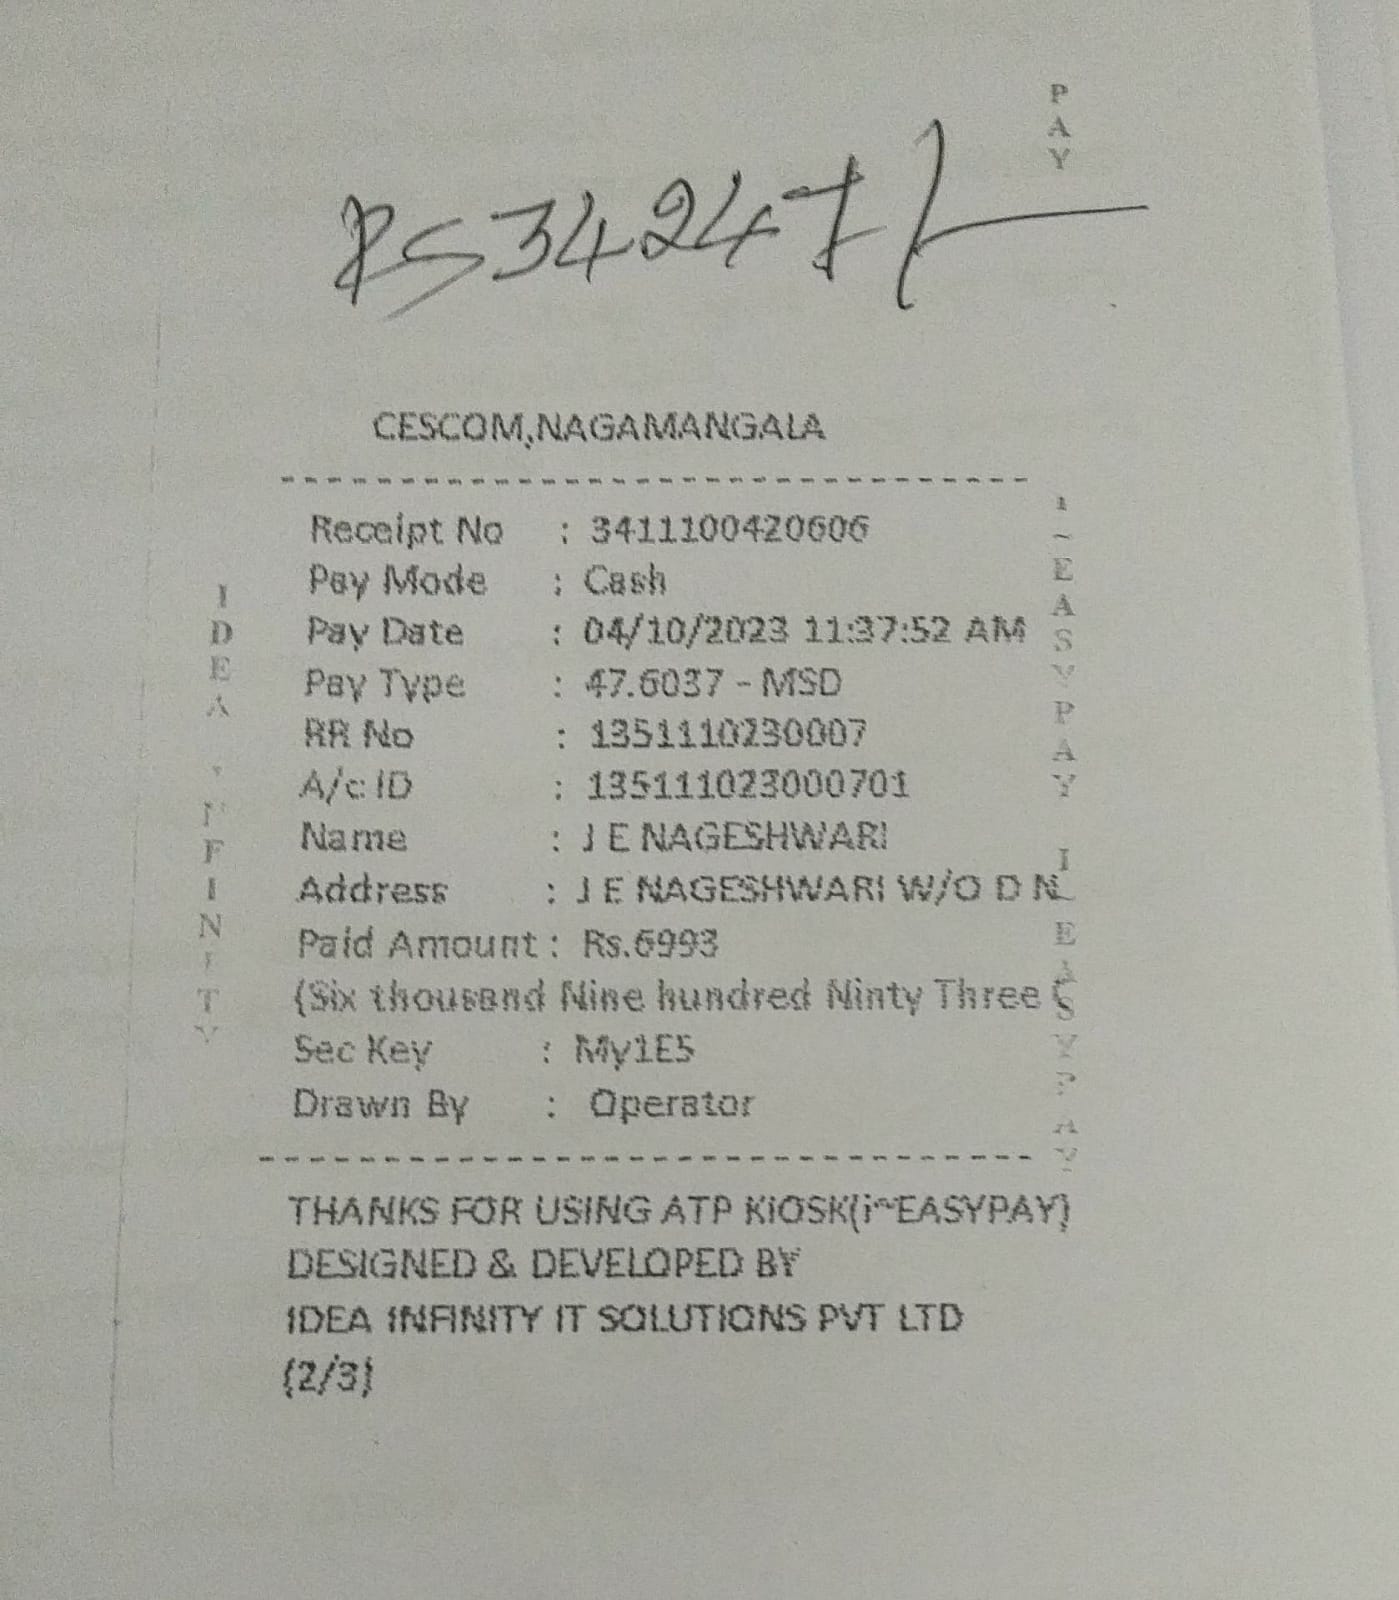 PAY
Rs 34247/-
CESCOM,NAGAMANGALA
--------------------------------
Receipt No : 3411100420606
Pay Mode : Cash
Pay Date : 04/10/2023 11:37:52 AM
Pay Type : 47.6037 - MSD
RR No : 1351110230007
A/c ID : 135111023000701
Name : J E NAGESHWARI
Address : J E NAGESHWARI W/O D N
Paid Amount : Rs.6993
(Six thousand Nine hundred Ninty Three (
Sec Key : My1E5
Drawn By : Operator
--------------------------------
THANKS FOR USING ATP KIOSK(i~EASYPAY)
DESIGNED & DEVELOPED BY
IDEA INFINITY IT SOLUTIONS PVT LTD
(2/3)
IDEA INFINITY
I~EASYPAY I~EASYPAY